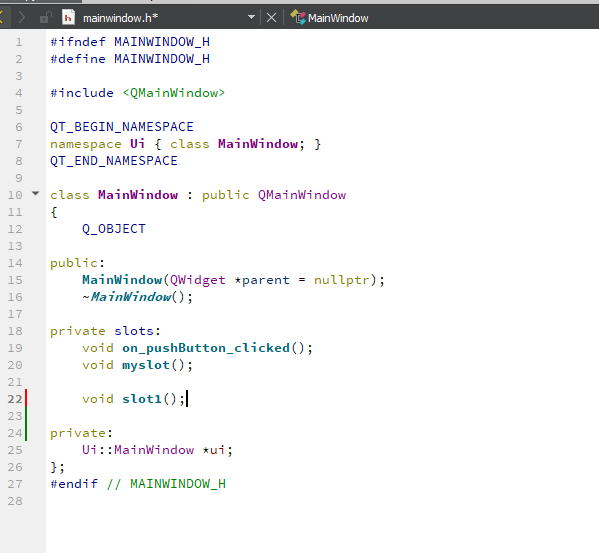 mainwindow.h* MainWindow
1 #ifndef MAINWINDOW_H
2 #define MAINWINDOW_H
3
4 #include <QMainWindow>
5
6 QT_BEGIN_NAMESPACE
7 namespace Ui { class MainWindow; }
8 QT_END_NAMESPACE
9
10 class MainWindow : public QMainWindow
11 {
12     Q_OBJECT
13
14 public:
15     MainWindow(QWidget *parent = nullptr);
16     ~MainWindow();
17
18 private slots:
19     void on_pushButton_clicked();
20     void myslot();
21
22     void slot1();
23
24 private:
25     Ui::MainWindow *ui;
26 };
27 #endif // MAINWINDOW_H
28